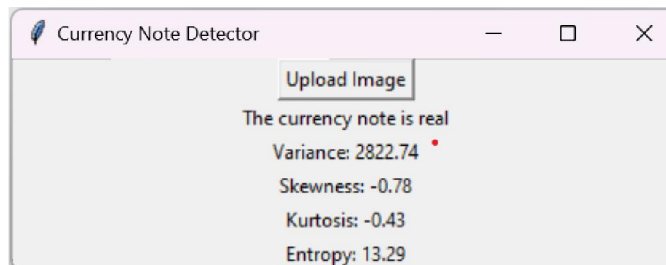 Currency Note Detector
Upload Image
The currency note is real
Variance: 2822.74
Skewness: -0.78
Kurtosis: -0.43
Entropy: 13.29